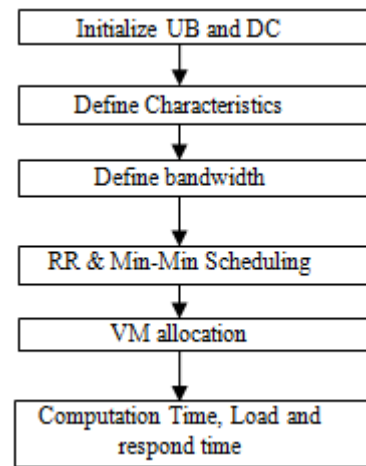 Initialize UB and DC
Define Characteristics
Define bandwidth
RR & Min-Min Scheduling
VM allocation
Computation Time, Load and
respond time